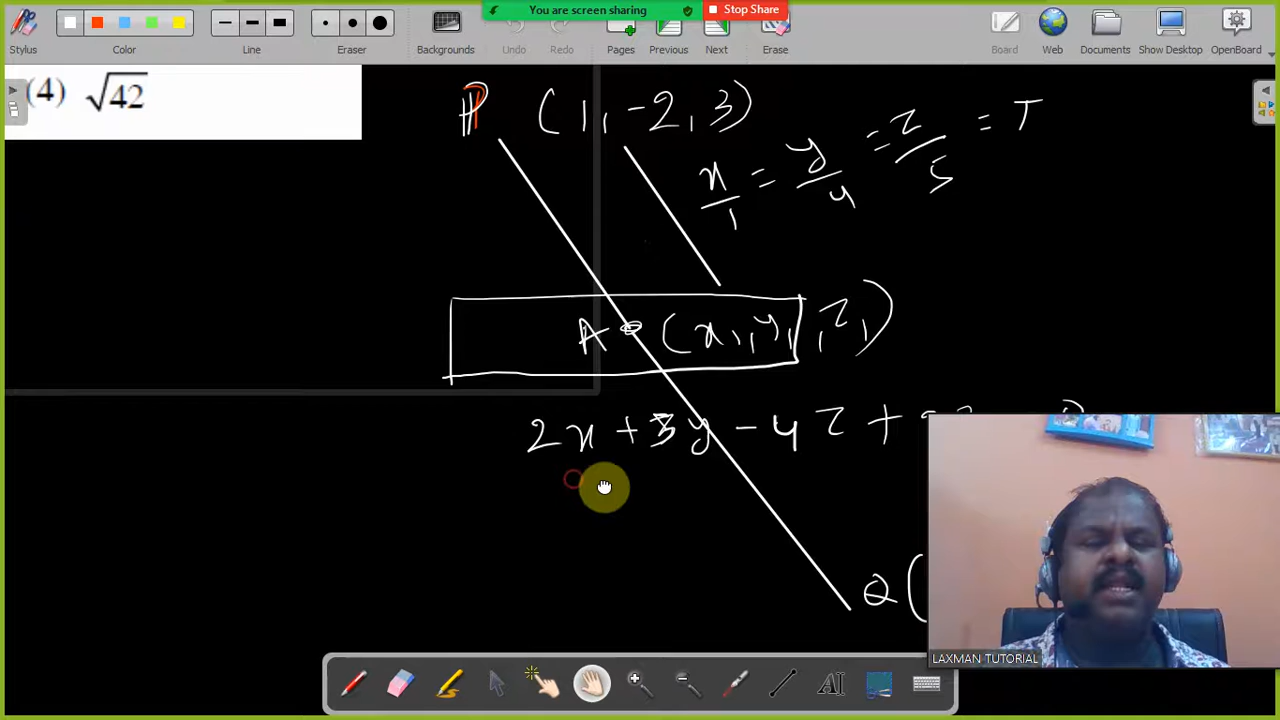 You are screen sharing
Stop Share
Stylus
Color
Line
Eraser
Backgrounds
Undo
Redo
Pages
Previous
Next
Erase
Board
Web
Documents
Show Desktop
OpenBoard
(4) √42
P (1, -2, 3)
x/1 = y/4 = z/5 =
A (x1, y1, z1)
2x + 3y - 4z +
Q (
LAXMAN TUTORIAL
AI